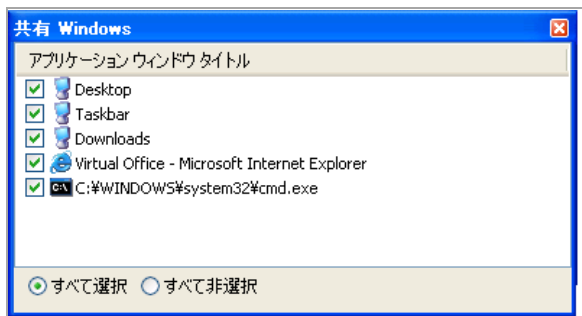 共有 Windows
アプリケーション ウィンドウ タイトル
Desktop
Taskbar
Downloads
Virtual Office - Microsoft Internet Explorer
C:¥WINDOWS¥system32¥cmd.exe
すべて選択 すべて非選択